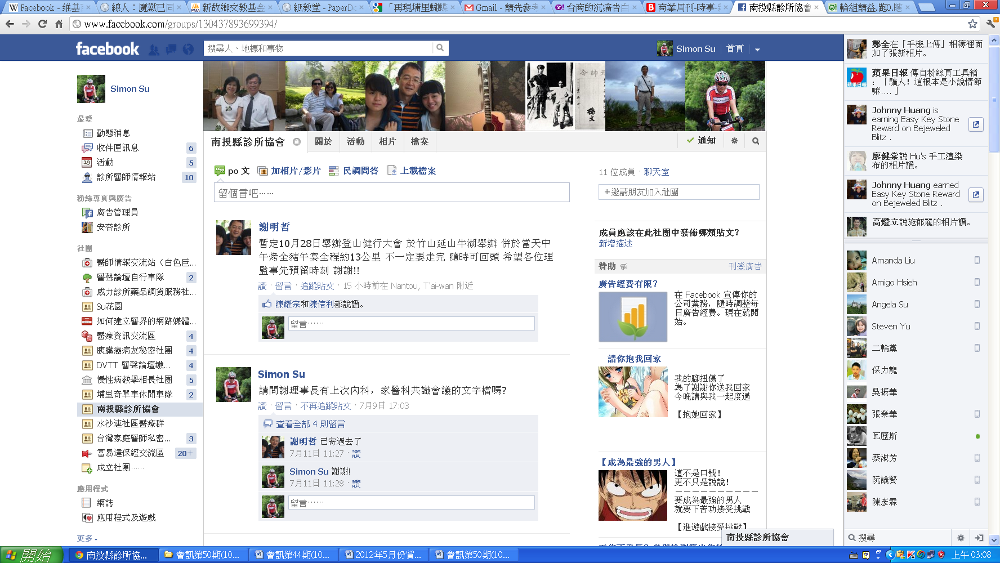 Facebook - 維基百
線人：魔獸已同
新故鄉文教基金
紙教堂 - PaperDo
「再現埔里蝴蝶
Gmail - 請先參考
台商的沉痛告白
商業周刊-時事-
南投縣診所協會
輪組請益.跑0.瞎
www.facebook.com/groups/130437893699394/
facebook
搜尋人、地標和事物
Simon Su
首頁
Simon Su
最愛
動態消息
收件匣訊息 6
活動 5
診所醫師情報站 10
粉絲專頁與廣告
廣告管理員
安杏診所
社團
醫師情報交流站（白色巨...
醫聲論壇自行車隊 2
威力診所藥品調貨服務社...
Su花園
如何建立醫界的網路媒體...
醫療資訊交流區 4
胰臟癌病友秘密社團 4
DVTT 醫聲論壇鐵... 4
慢性病教學相長社團 5
埔里奇單車休閒車隊 2
南投縣診所協會
水沙連社區醫療群
台灣家庭醫師私密... 3
富易達保經交流區 20+
成立社團……
應用程式
網誌
應用程式及遊戲
更多
孫文
南投縣診所協會
關於
活動
相片
檔案
通知
po 文
加相片/影片
民調問答
上載檔案
留個言吧……
謝明哲
暫定10月28日舉辦登山健行大會 於竹山延山牛湖舉辦 併於當天中
午烤全豬午宴全程約13公里 不一定要走完 隨時可回頭 希望各位理
監事先預留時刻 謝謝!!
讚 · 留言 · 追蹤貼文 · 15 小時前在 Nantou, T'ai-wan 附近
陳耀宗和陳信利都說讚。
留言……
Simon Su
請問謝理事長有上次內科，家醫科共識會議的文字檔嗎?
讚 · 留言 · 不再追蹤貼文 · 7月9日 17:03
查看全部 4 則留言
謝明哲 已寄過去了
7月11日 11:27 · 讚
Simon Su 謝謝!
7月11日 11:28 · 讚
留言……
11 位成員 · 聊天室
+邀請朋友加入社團
成員應該在此社團中發佈哪類貼文？
新增描述
贊助
刊登廣告
廣告經費有限?
在 Facebook 宣傳你的
公司業務，隨時調整每
日廣告經費。現在就開
始。
請你抱我回家
我的腳扭傷了
為了謝謝你送我回家
今晚請與我一起度過
【抱她回家】
【成為最強的男人】
這不是口號！
更不只是說說！
－－－－－－－－－－
要成為最強的男人
就要下苦功接受挑戰
【進遊戲接受挑戰】
南投縣診所協會
鄭全在「手機上傳」相簿裡面
加了張新相片。
蘋果日報
蘋果日報 傳自粉絲頁工具箱
：「騙人！這根本是小說情節
嘛....」
Johnny Huang is
earning Easy Key Stone
Reward on Bejeweled
Blitz .
廖健棠說 Hu's 手工渲染
布的相片讚。
Johnny Huang earned
Easy Key Stone Reward
on Bejeweled Blitz .
高燈立說施郁麗的相片讚。
Amanda Liu
Amigo Hsieh
Angela Su
Steven Yu
二輪黨
保力龍
吳振華
張榮華
瓦歷斯
蔡淑芳
阮議賢
陳彥霖
搜尋
開始
南投縣診所協...
會訊第50期(10...
會訊第44期(10...
2012年5月份賞...
會訊第50期(10...
上午 03:08